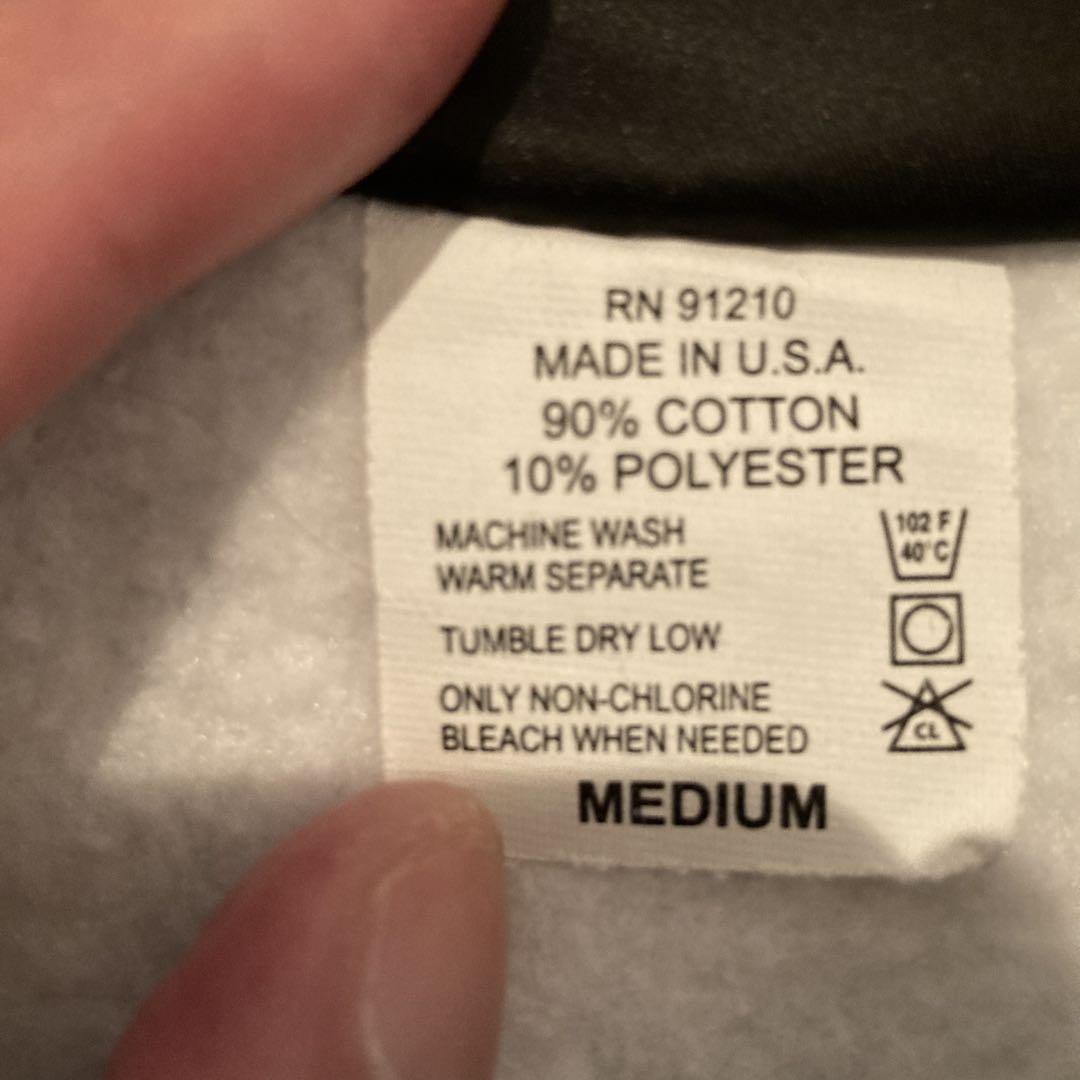 RN 91210
MADE IN U.S.A.
90% COTTON
10% POLYESTER
MACHINE WASH
WARM SEPARATE
102 F
40°C
TUMBLE DRY LOW
ONLY NON-CHLORINE
BLEACH WHEN NEEDED
CL
MEDIUM